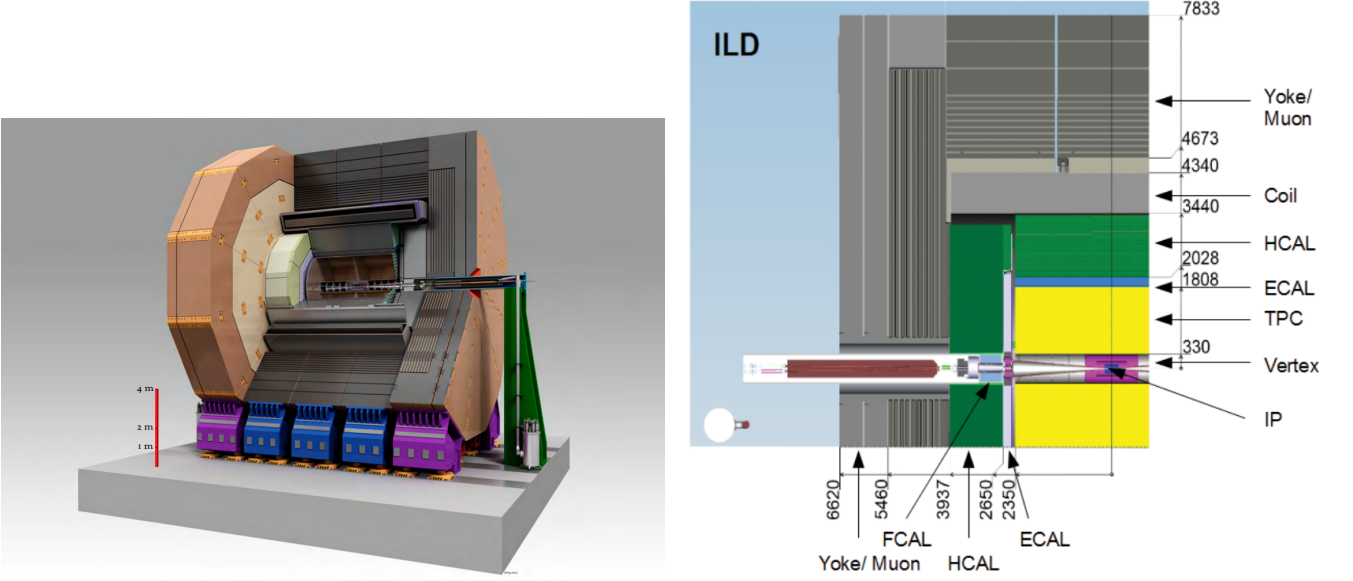 4 m
2 m
1 m
ILD
7833
Yoke/
Muon
4673
4340
Coil
3440
HCAL
2028
1808
ECAL
TPC
330
Vertex
IP
6620
5460
3937
2650
2350
FCAL
ECAL
Yoke/ Muon
HCAL